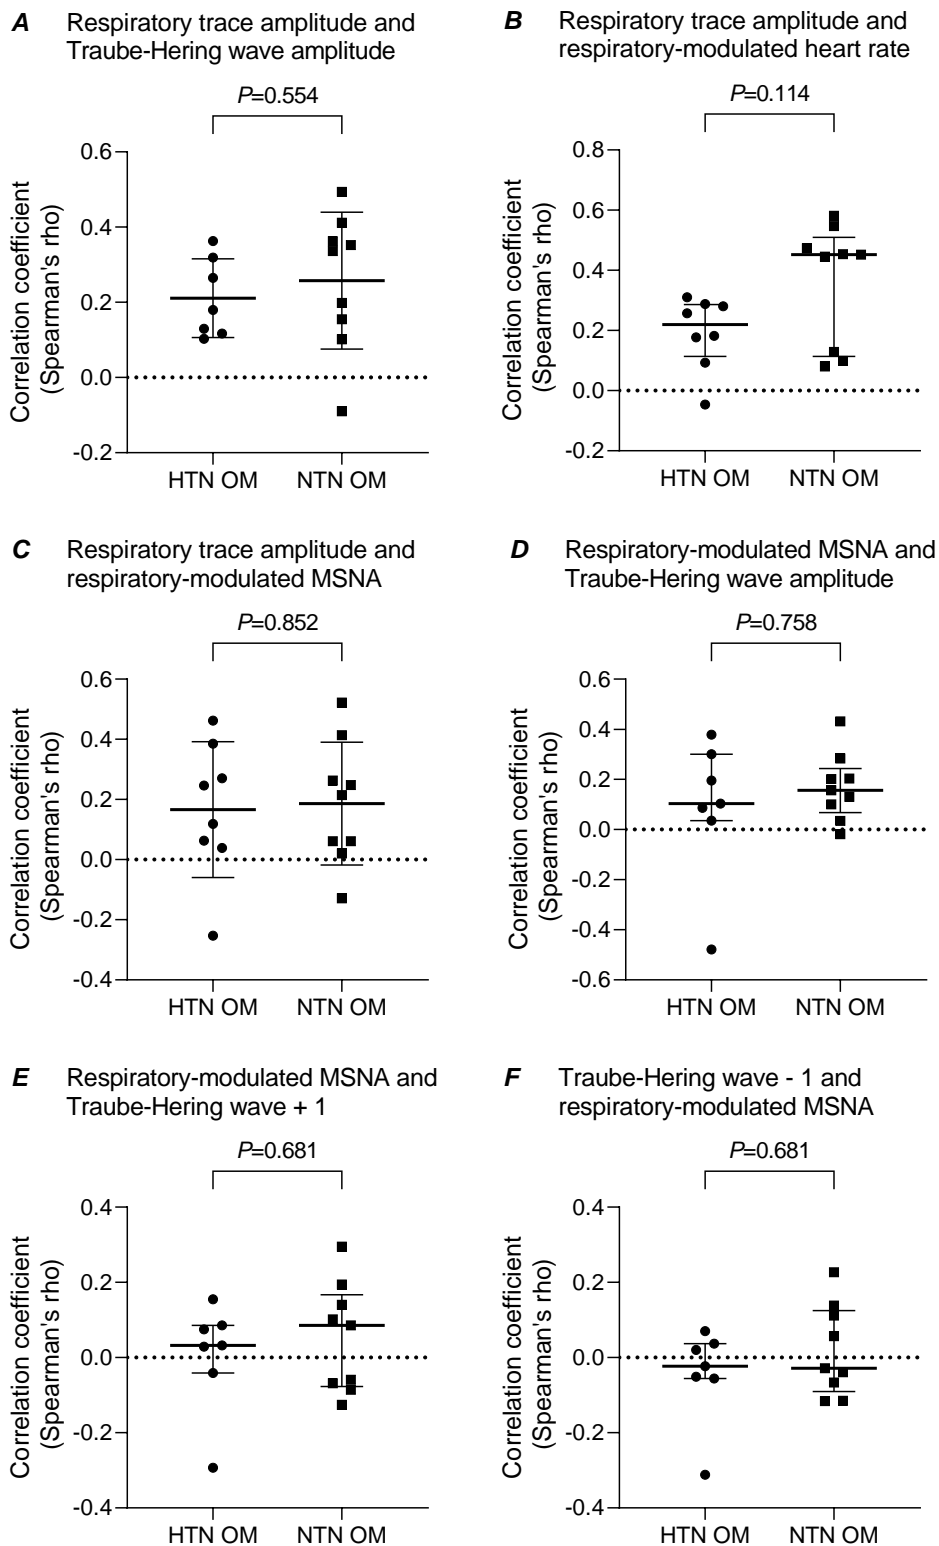 A Respiratory trace amplitude and
Traube-Hering wave amplitude
P=0.554
Correlation coefficient
(Spearman's rho)
0.6
0.4
0.2
0.0
-0.2
HTN OM NTN OM
B Respiratory trace amplitude and
respiratory-modulated heart rate
P=0.114
Correlation coefficient
(Spearman's rho)
0.8
0.6
0.4
0.2
0.0
-0.2
HTN OM NTN OM
C Respiratory trace amplitude and
respiratory-modulated MSNA
P=0.852
Correlation coefficient
(Spearman's rho)
0.6
0.4
0.2
0.0
-0.2
-0.4
HTN OM NTN OM
D Respiratory-modulated MSNA and
Traube-Hering wave amplitude
P=0.758
Correlation coefficient
(Spearman's rho)
0.6
0.4
0.2
0.0
-0.2
-0.4
-0.6
HTN OM NTN OM
E Respiratory-modulated MSNA and
Traube-Hering wave + 1
P=0.681
Correlation coefficient
(Spearman's rho)
0.4
0.2
0.0
-0.2
-0.4
HTN OM NTN OM
F Traube-Hering wave - 1 and
respiratory-modulated MSNA
P=0.681
Correlation coefficient
(Spearman's rho)
0.4
0.2
0.0
-0.2
-0.4
HTN OM NTN OM